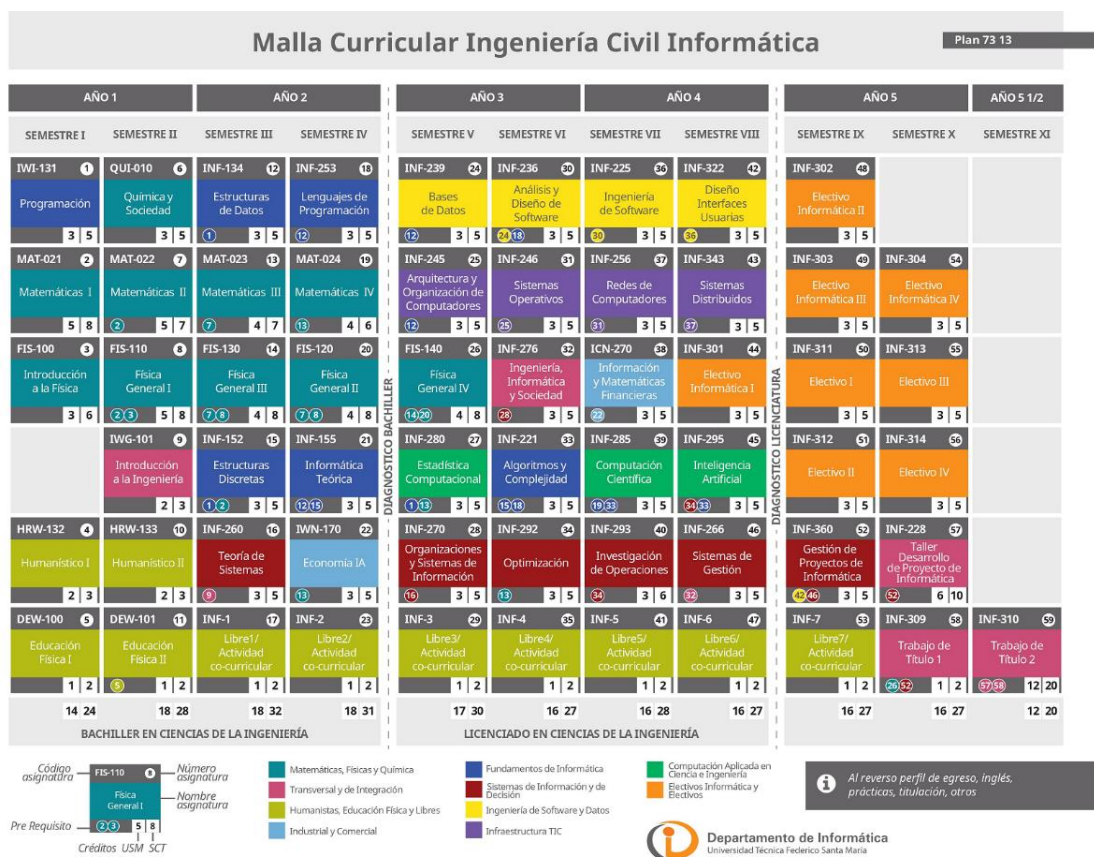 Malla Curricular Ingeniería Civil Informática
Plan 73 13
AÑO 1
AÑO 2
AÑO 3
AÑO 4
AÑO 5
AÑO 5 1/2
SEMESTRE I
SEMESTRE II
SEMESTRE III
SEMESTRE IV
SEMESTRE V
SEMESTRE VI
SEMESTRE VII
SEMESTRE VIII
SEMESTRE IX
SEMESTRE X
SEMESTRE XI
IWI-131 1
Programación
3 5
QUI-010 6
Química y
Sociedad
3 5
INF-134 12
Estructuras
de Datos
1 3 5
INF-253 18
Lenguajes de
Programación
12 3 5
INF-239 24
Bases
de Datos
12 3 5
INF-236 30
Análisis y
Diseño de
Software
24 18 3 5
INF-225 36
Ingeniería
de Software
30 3 5
INF-322 42
Diseño
Interfaces
Usuarias
36 3 5
INF-302 48
Electivo
Informática II
3 5
MAT-021 2
Matemáticas I
5 8
MAT-022 7
Matemáticas II
2 5 7
MAT-023 13
Matemáticas III
7 4 7
MAT-024 19
Matemáticas IV
13 4 6
INF-245 25
Arquitectura y
Organización de
Computadores
12 3 5
INF-246 31
Sistemas
Operativos
25 3 5
INF-256 37
Redes de
Computadores
31 3 5
INF-343 43
Sistemas
Distribuidos
37 3 5
INF-303 49
Electivo
Informática III
3 5
INF-304 54
Electivo
Informática IV
3 5
FIS-100 3
Introducción
a la Física
3 6
FIS-110 8
Física
General I
2 3 5 8
FIS-130 14
Física
General III
7 8 4 8
FIS-120 20
Física
General II
7 8 4 8
FIS-140 26
Física
General IV
14 20 4 8
INF-276 32
Ingeniería,
Informática
y Sociedad
28 3 5
ICN-270 38
Información
y Matemáticas
Financieras
22 3 5
INF-301 44
Electivo
Informática I
3 5
INF-311 50
Electivo I
3 5
INF-313 55
Electivo III
3 5
IWG-101 9
Introducción
a la Ingeniería
2 3
INF-152 15
Estructuras
Discretas
1 2 3 5
INF-155 21
Informática
Teórica
12 15 3 5
INF-280 27
Estadística
Computacional
1 13 3 5
INF-221 33
Algoritmos y
Complejidad
15 18 3 5
INF-285 39
Computación
Científica
19 33 3 5
INF-295 45
Inteligencia
Artificial
34 33 3 5
INF-312 51
Electivo II
3 5
INF-314 56
Electivo IV
3 5
HRW-132 4
Humanístico I
2 3
HRW-133 10
Humanístico II
2 3
INF-260 16
Teoría de
Sistemas
9 3 5
IWN-170 22
Economía IA
13 3 5
INF-270 28
Organizaciones
y Sistemas de
Información
16 3 5
INF-292 34
Optimización
13 3 5
INF-293 40
Investigación
de Operaciones
34 3 6
INF-266 46
Sistemas de
Gestión
32 3 5
INF-360 52
Gestión de
Proyectos de
Informática
42 46 3 5
INF-228 57
Taller
Desarrollo
de Proyecto de
Informática
52 6 10
DEW-100 5
Educación
Física I
1 2
DEW-101 11
Educación
Física II
5 1 2
INF-1 17
Libre1/
Actividad
co-curricular
1 2
INF-2 23
Libre2/
Actividad
co-curricular
1 2
INF-3 29
Libre3/
Actividad
co-curricular
1 2
INF-4 35
Libre4/
Actividad
co-curricular
1 2
INF-5 41
Libre5/
Actividad
co-curricular
1 2
INF-6 47
Libre6/
Actividad
co-curricular
1 2
INF-7 53
Libre7/
Actividad
co-curricular
1 2
INF-309 58
Trabajo de
Título 1
26 52 1 2
INF-310 59
Trabajo de
Título 2
57 58 12 20
DIAGNÓSTICO BACHILLER
DIAGNÓSTICO LICENCIATURA
14 24
18 28
18 32
18 31
17 30
16 27
16 28
16 27
16 27
16 27
12 20
BACHILLER EN CIENCIAS DE LA INGENIERÍA
LICENCIADO EN CIENCIAS DE LA INGENIERÍA
Código
asignatura
FIS-110 8
Número
asignatura
Física
General I
Nombre
asignatura
Pre Requisito
2 3 5 8
Créditos USM SCT
Matemáticas, Físicas y Química
Transversal y de Integración
Humanistas, Educación Física y Libres
Industrial y Comercial
Fundamentos de Informática
Sistemas de Información y de
Decisión
Ingeniería de Software y Datos
Infraestructura TIC
Computación Aplicada en
Ciencia e Ingeniería
Electivos Informática y
Electivos
i
Al reverso perfil de egreso, inglés,
prácticas, titulación, otros
Departamento de Informática
Universidad Técnica Federico Santa María